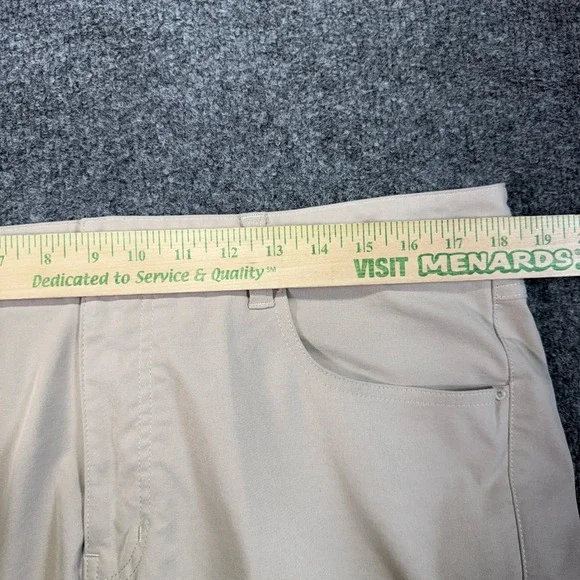 7 8 9 10 11 12 13 14 15 16 17 18 19
Dedicated to Service & Quality℠ VISIT MENARDS